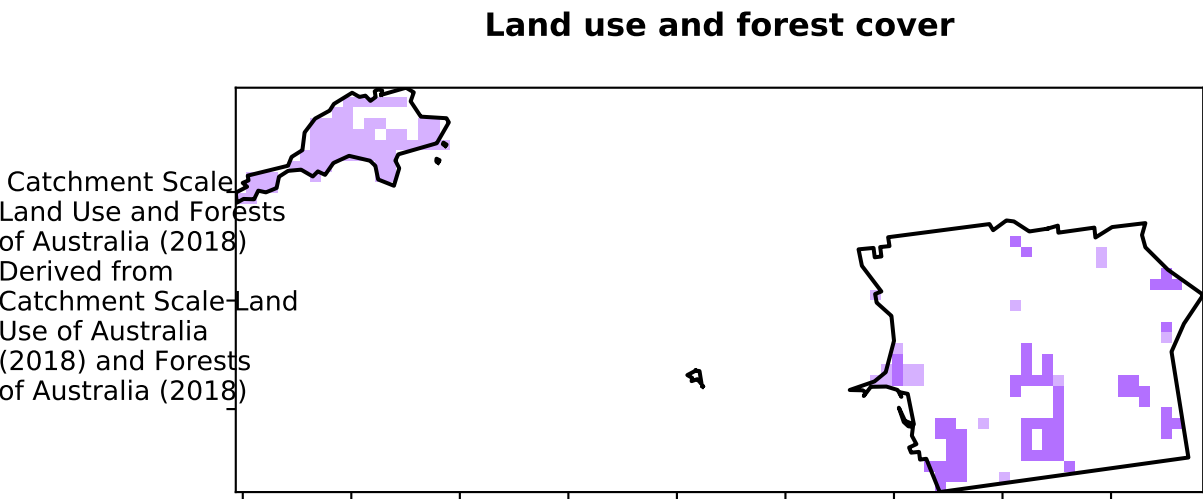 Land use and forest cover
Catchment Scale
Land Use and Forests
of Australia (2018)
Derived from
Catchment Scale Land
Use of Australia
(2018) and Forests
of Australia (2018)